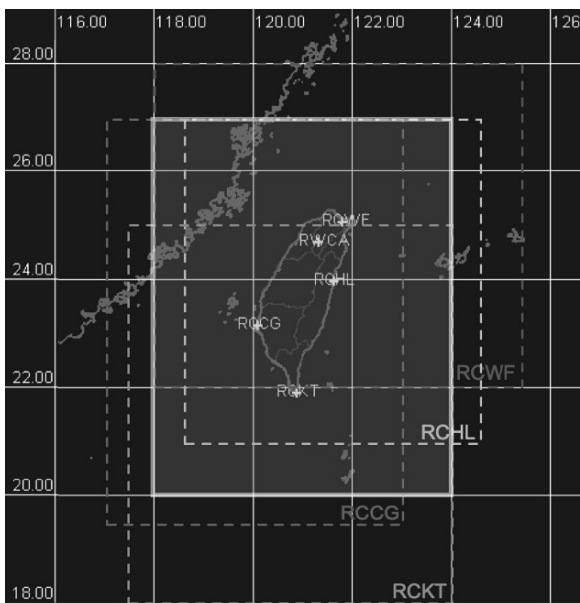 116.00 118.00 120.00 122.00 124.00 126
28.00
26.00
RCWF
RWCA
24.00
RCHL
RCCG
22.00
RCKT
RCWF
RCHL
20.00
RCCG
18.00
RCKT